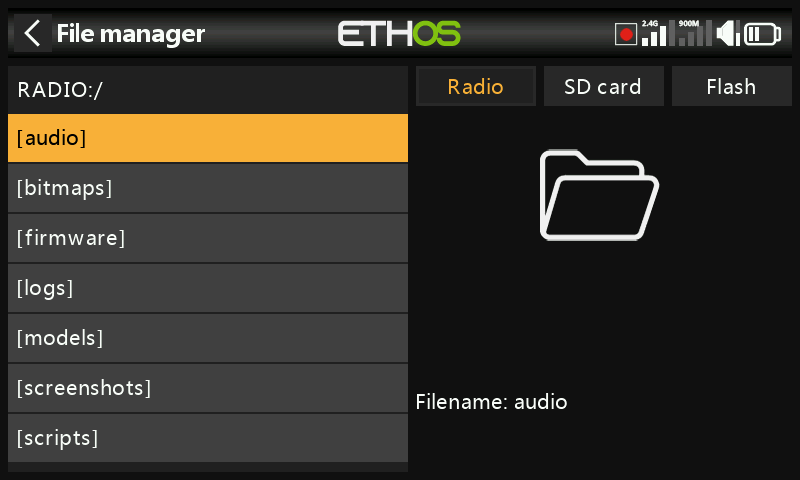 File manager
ETHOS
2.4G
900M
RADIO:/
Radio
SD card
Flash
[audio]
[bitmaps]
[firmware]
[logs]
[models]
[screenshots]
[scripts]
Filename: audio